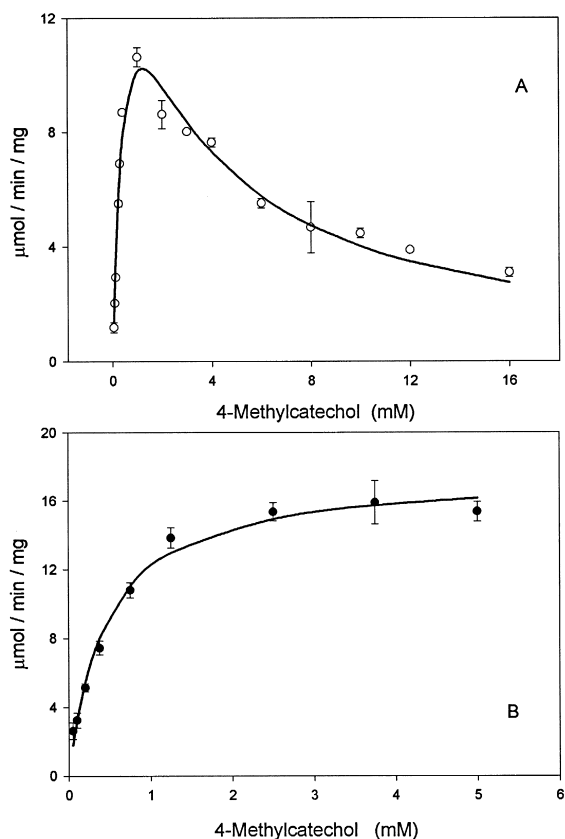 12
A
8
μmol / min / mg
4
0
0 4 8 12 16
4-Methylcatechol (mM)
20
16
12
μmol / min / mg
8
B
4
0
0 1 2 3 4 5 6
4-Methylcatechol (mM)